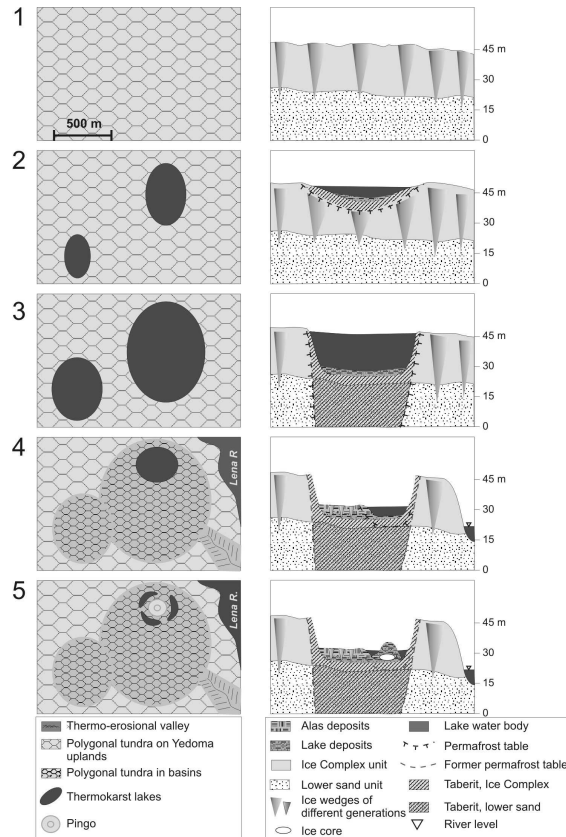 1
500 m
45 m
30
15
0
2
45 m
30
15
0
3
45 m
30
15
0
4
Lena R
45 m
30
15
0
5
Lena R.
45 m
30
15
0
Thermo-erosional valley
Polygonal tundra on Yedoma
uplands
Polygonal tundra in basins
Thermokarst lakes
Pingo
Alas deposits
Lake deposits
Ice Complex unit
Lower sand unit
Ice wedges of
different generations
Ice core
Lake water body
Permafrost table
Former permafrost table
Taberit, Ice Complex
Taberit, lower sand
River level